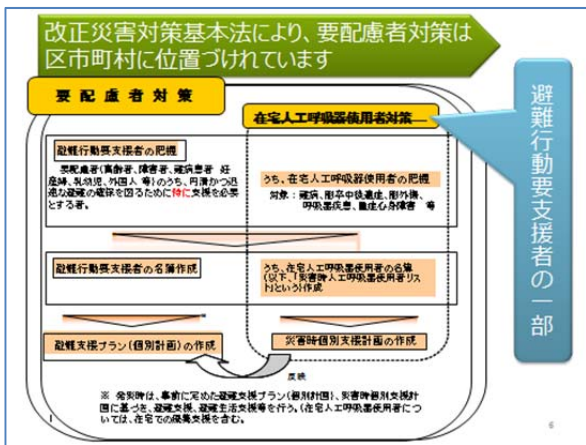 改正災害対策基本法により、要配慮者対策は
区市町村に位置づけれています
要配慮者対策
在宅人工呼吸器使用者対策
避難行動要支援者の一部
避難行動要支援者の把握
要配慮者(高齢者、障害者、難病患者 妊
産婦、乳幼児、外国人 等)のうち、円滑かつ迅
速な避難の確保を図るために特に支援を必要
とする者。
うち、在宅人工呼吸器使用者の把握
対象：難病、脳卒中後遺症、脳外傷、
呼吸器疾患、重症心身障害 等
避難行動要支援者の名簿作成
うち、在宅人工呼吸器使用者の名簿
(以下、「災害時人工呼吸器使用者リス
ト」という)作成
避難支援プラン(個別計画)の作成
災害時個別支援計画の作成
反映
※ 発災時は、事前に定めた避難支援プラン(個別計画)、災害時個別支援計
画に基づき、避難支援、避難生活支援等を行う。(在宅人工呼吸器使用者につ
いては、在宅での療養支援を含む。
6